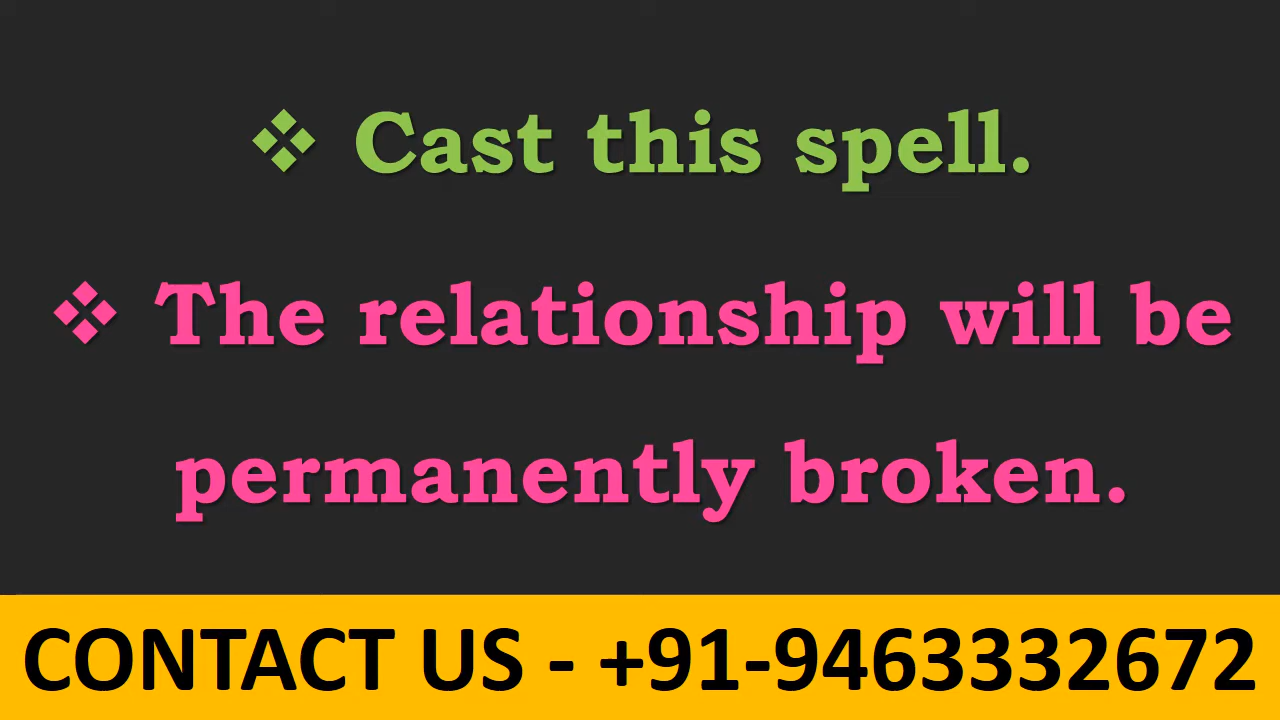 ❖ Cast this spell.
❖ The relationship will be
permanently broken.
CONTACT US - +91-9463332672